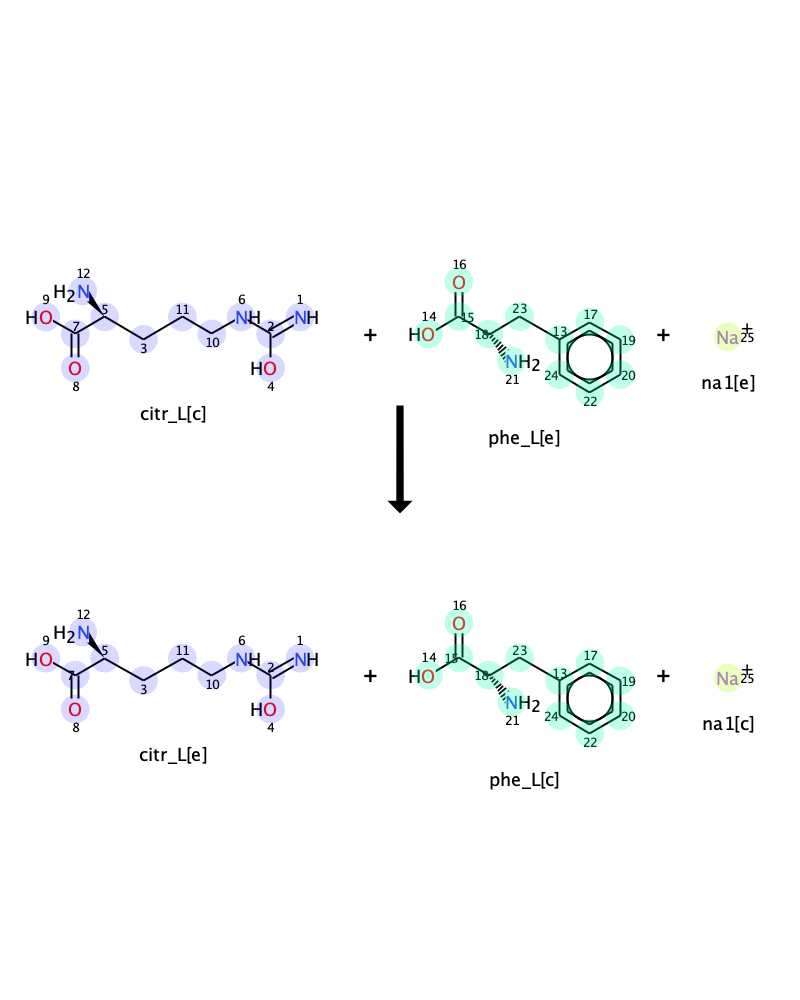 16
12
9 H₂N 5 11 6 1 O 23 17
HO 7 NH 2 NH 14 15 13 19 +
3 10 + HO 18 + Na 25
O HO NH₂ 24 20
8 4 21 22
citr_L[c] phe_L[e] na1[e]
16
12
9 H₂N 5 11 6 1 O 23 17
HO 7 NH 2 NH 14 15 13 19 +
3 10 + HO 18 + Na 25
O HO NH₂ 24 20
8 4 21 22
citr_L[e] phe_L[c] na1[c]